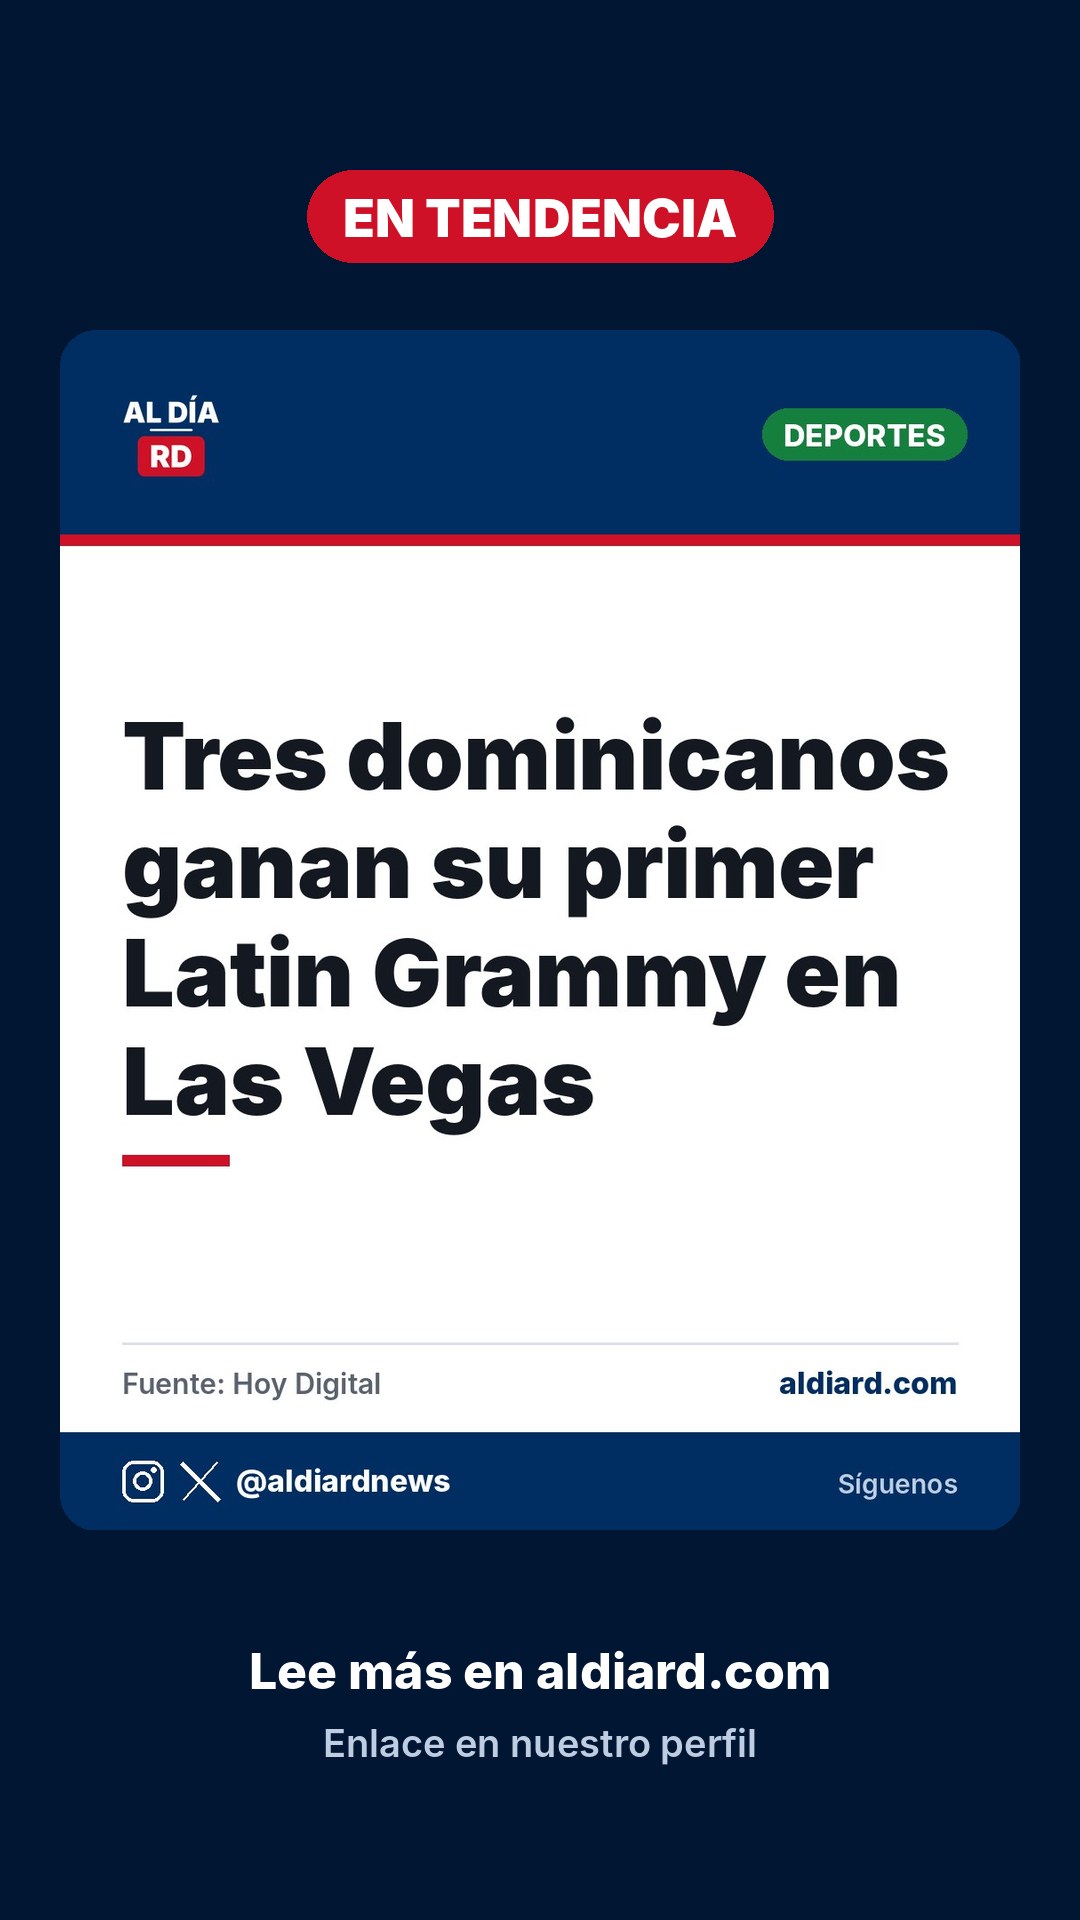 EN TENDENCIA
AL DÍA
RD
DEPORTES
Tres dominicanos
ganan su primer
Latin Grammy en
Las Vegas
Fuente: Hoy Digital
aldiard.com
@aldiardnews
Síguenos
Lee más en aldiard.com
Enlace en nuestro perfil